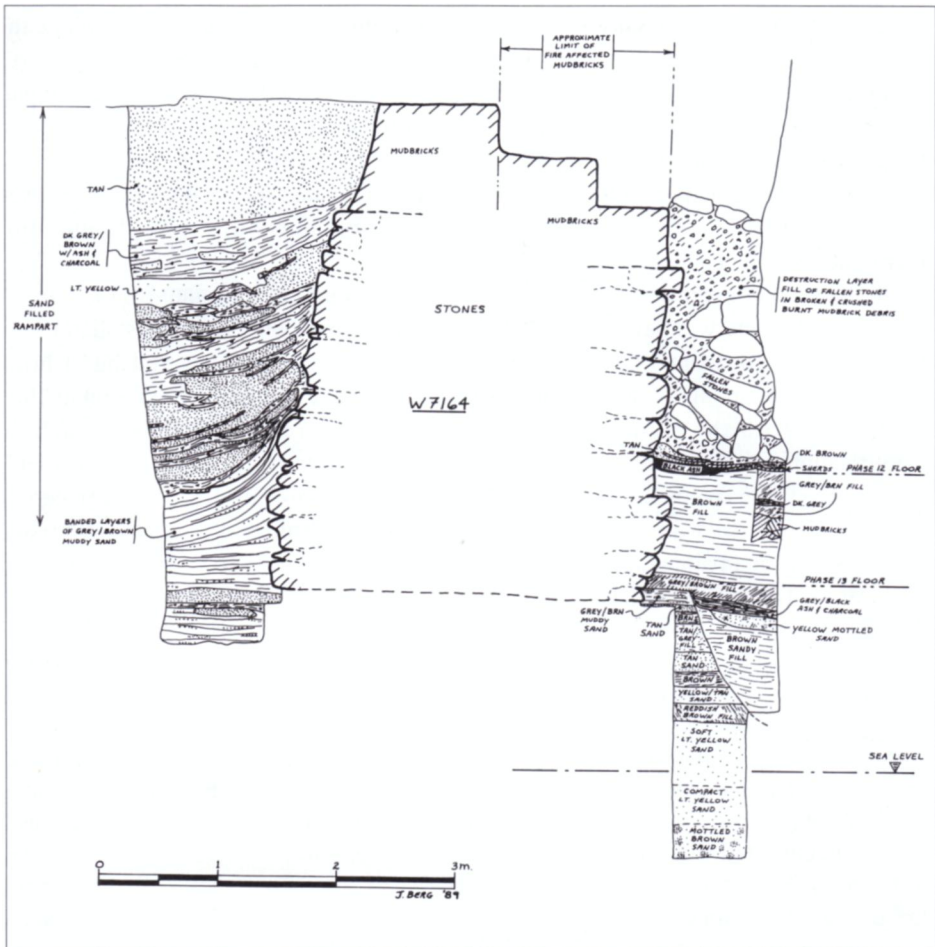 APPROXIMATE
LIMIT OF
FIRE AFFECTED
MUDBRICKS
MUDBRICKS
TAN
MUDBRICKS
DK GREY/
BROWN
W/ASH &
CHARCOAL
LT. YELLOW
SAND
FILLED
RAMPART
STONES
DESTRUCTION LAYER
FILL OF FALLEN STONES
IN BROKEN & CRUSHED
BURNT MUDBRICK DEBRIS
FALLEN
STONES
W7164
TAN
BLACK ASH
DK. BROWN
SHERDS
PHASE 12 FLOOR
GREY/BRN FILL
BROWN
FILL
DK. GREY
MUDBRICKS
BANDED LAYERS
OF GREY/BROWN
MUDDY SAND
PHASE 13 FLOOR
GREY/BROWN FILL
GREY/BLACK
ASH & CHARCOAL
GREY/BRN
MUDDY
SAND
TAN
SAND
YELLOW MOTTLED
SAND
BRN
TAN/
GREY
FILL
BROWN
SANDY
FILL
TAN
SAND
BROWN
YELLOW/TAN
SAND
REDDISH
BROWN FILL
SOFT
LT. YELLOW
SAND
SEA LEVEL
COMPACT
LT. YELLOW
SAND
MOTTLED
BROWN
SAND
0 1 2 3m.
J. BERG '89